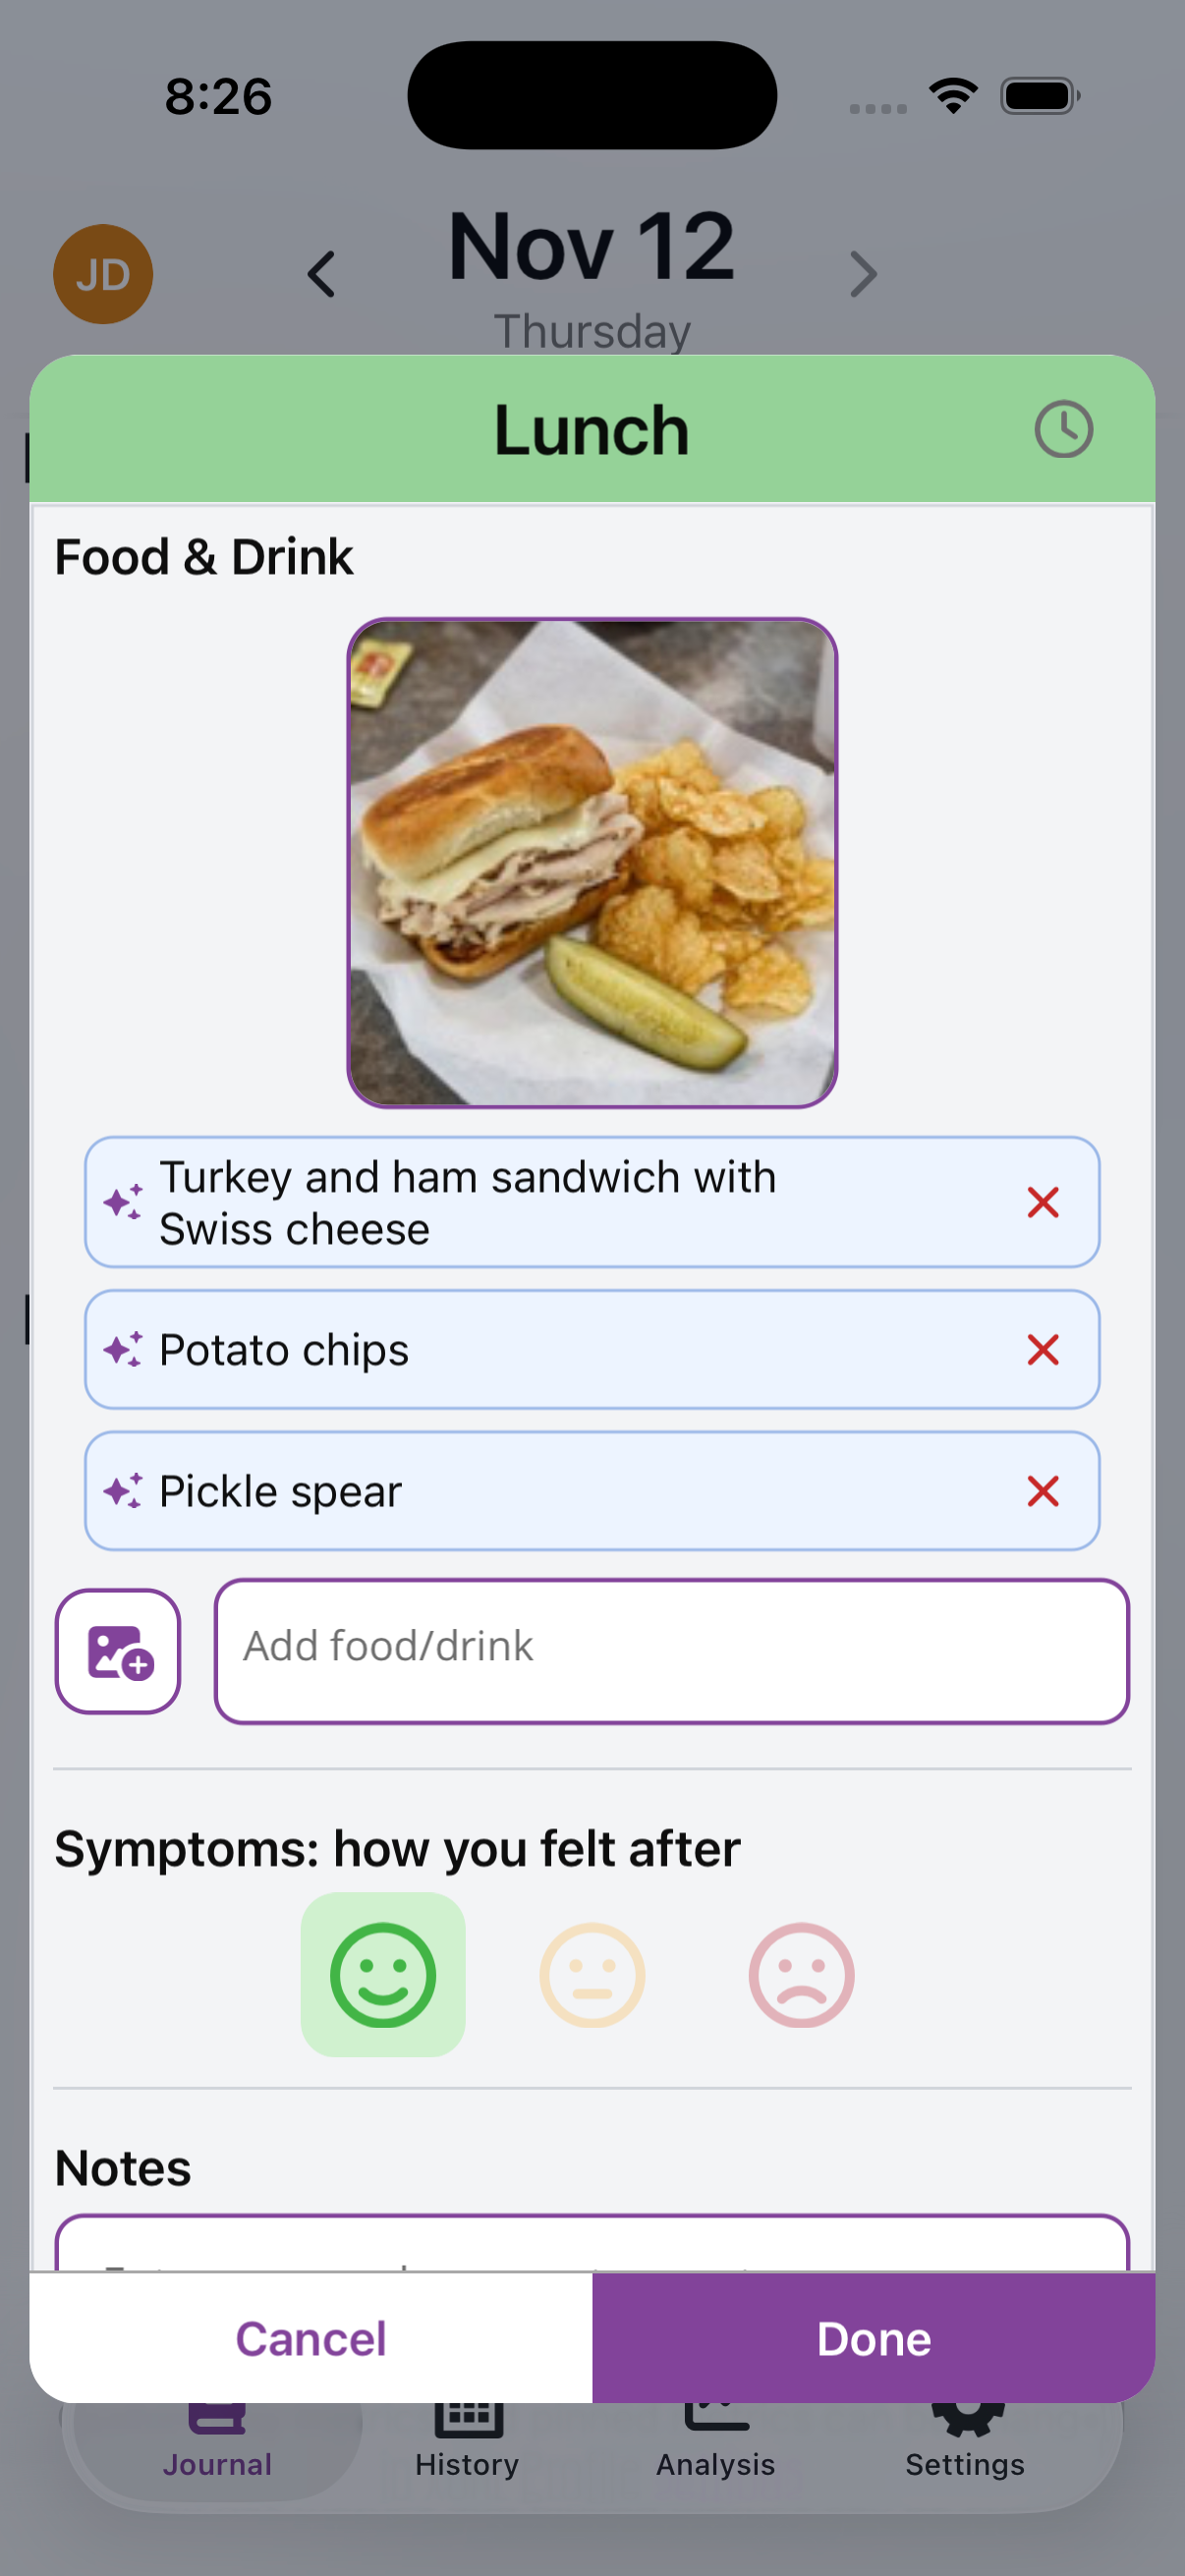 8:26
JD
Nov 12
Thursday
Lunch
Food & Drink
Turkey and ham sandwich with
Swiss cheese
Potato chips
Pickle spear
Add food/drink
Symptoms: how you felt after
Notes
Cancel
Done
Journal
History
Analysis
Settings